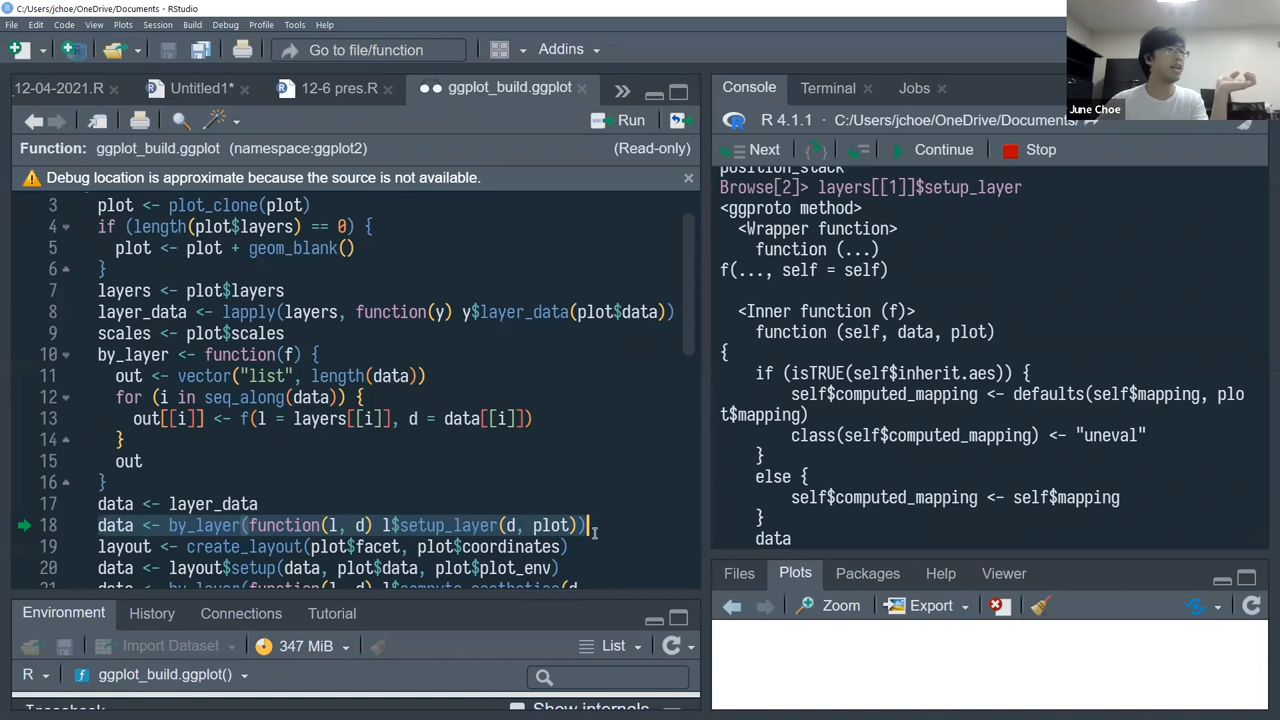 C:/Users/jchoe/OneDrive/Documents - RStudio
File Edit Code View Plots Session Build Debug Profile Tools Help
Go to file/function Addins
12-04-2021.R Untitled1* 12-6 pres.R ggplot_build.ggplot
Run
Function: ggplot_build.ggplot (namespace:ggplot2) (Read-only)
Debug location is approximate because the source is not available.
3 plot <- plot_clone(plot)
4 if (length(plot$layers) == 0) {
5 plot <- plot + geom_blank()
6 }
7 layers <- plot$layers
8 layer_data <- lapply(layers, function(y) y$layer_data(plot$data))
9 scales <- plot$scales
10 by_layer <- function(f) {
11 out <- vector("list", length(data))
12 for (i in seq_along(data)) {
13 out[[i]] <- f(l = layers[[i]], d = data[[i]])
14 }
15 out
16 }
17 data <- layer_data
18 data <- by_layer(function(l, d) l$setup_layer(d, plot))
19 layout <- create_layout(plot$facet, plot$coordinates)
20 data <- layout$setup(data, plot$data, plot$plot_env)
21 data <- by_layer(function(l, d) l$compute_aesthetics(d
Environment History Connections Tutorial
Import Dataset 347 MiB List
R ggplot_build.ggplot()
Traceback Show internals
Console Terminal Jobs
R 4.1.1 · C:/Users/jchoe/OneDrive/Documents/
Next Continue Stop
position_stack
Browse[2]> layers[[1]]$setup_layer
<ggproto method>
<Wrapper function>
function (...)
f(..., self = self)
<Inner function (f)>
function (self, data, plot)
{
if (isTRUE(self$inherit.aes)) {
self$computed_mapping <- defaults(self$mapping, plo
t$mapping)
class(self$computed_mapping) <- "uneval"
}
else {
self$computed_mapping <- self$mapping
}
data
Files Plots Packages Help Viewer
Zoom Export
June Choe